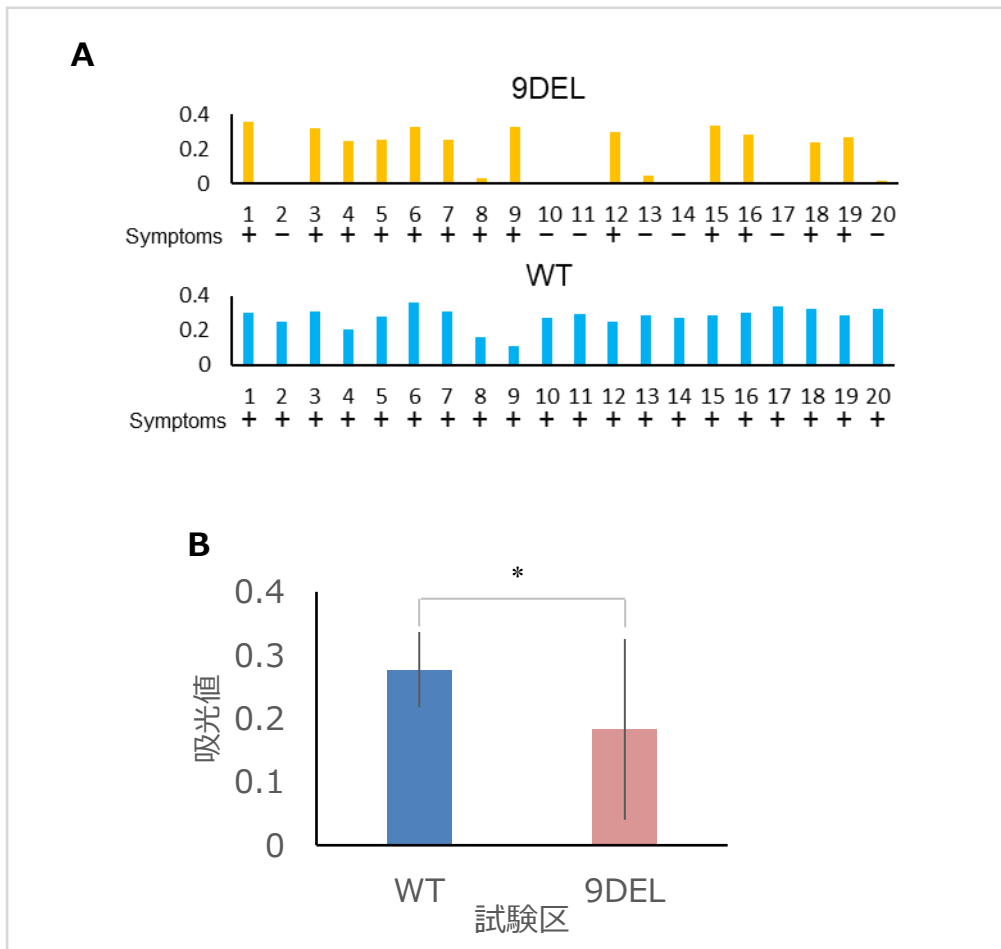 A
9DEL
0.4
0.2
0
1 2 3 4 5 6 7 8 9 10 11 12 13 14 15 16 17 18 19 20
Symptoms + − + + + + + + + − − + − − + + − + + −
WT
0.4
0.2
0
1 2 3 4 5 6 7 8 9 10 11 12 13 14 15 16 17 18 19 20
Symptoms + + + + + + + + + + + + + + + + + + + +
B
*
0.4
0.3
0.2
0.1
0
吸光値
WT 9DEL
試験区